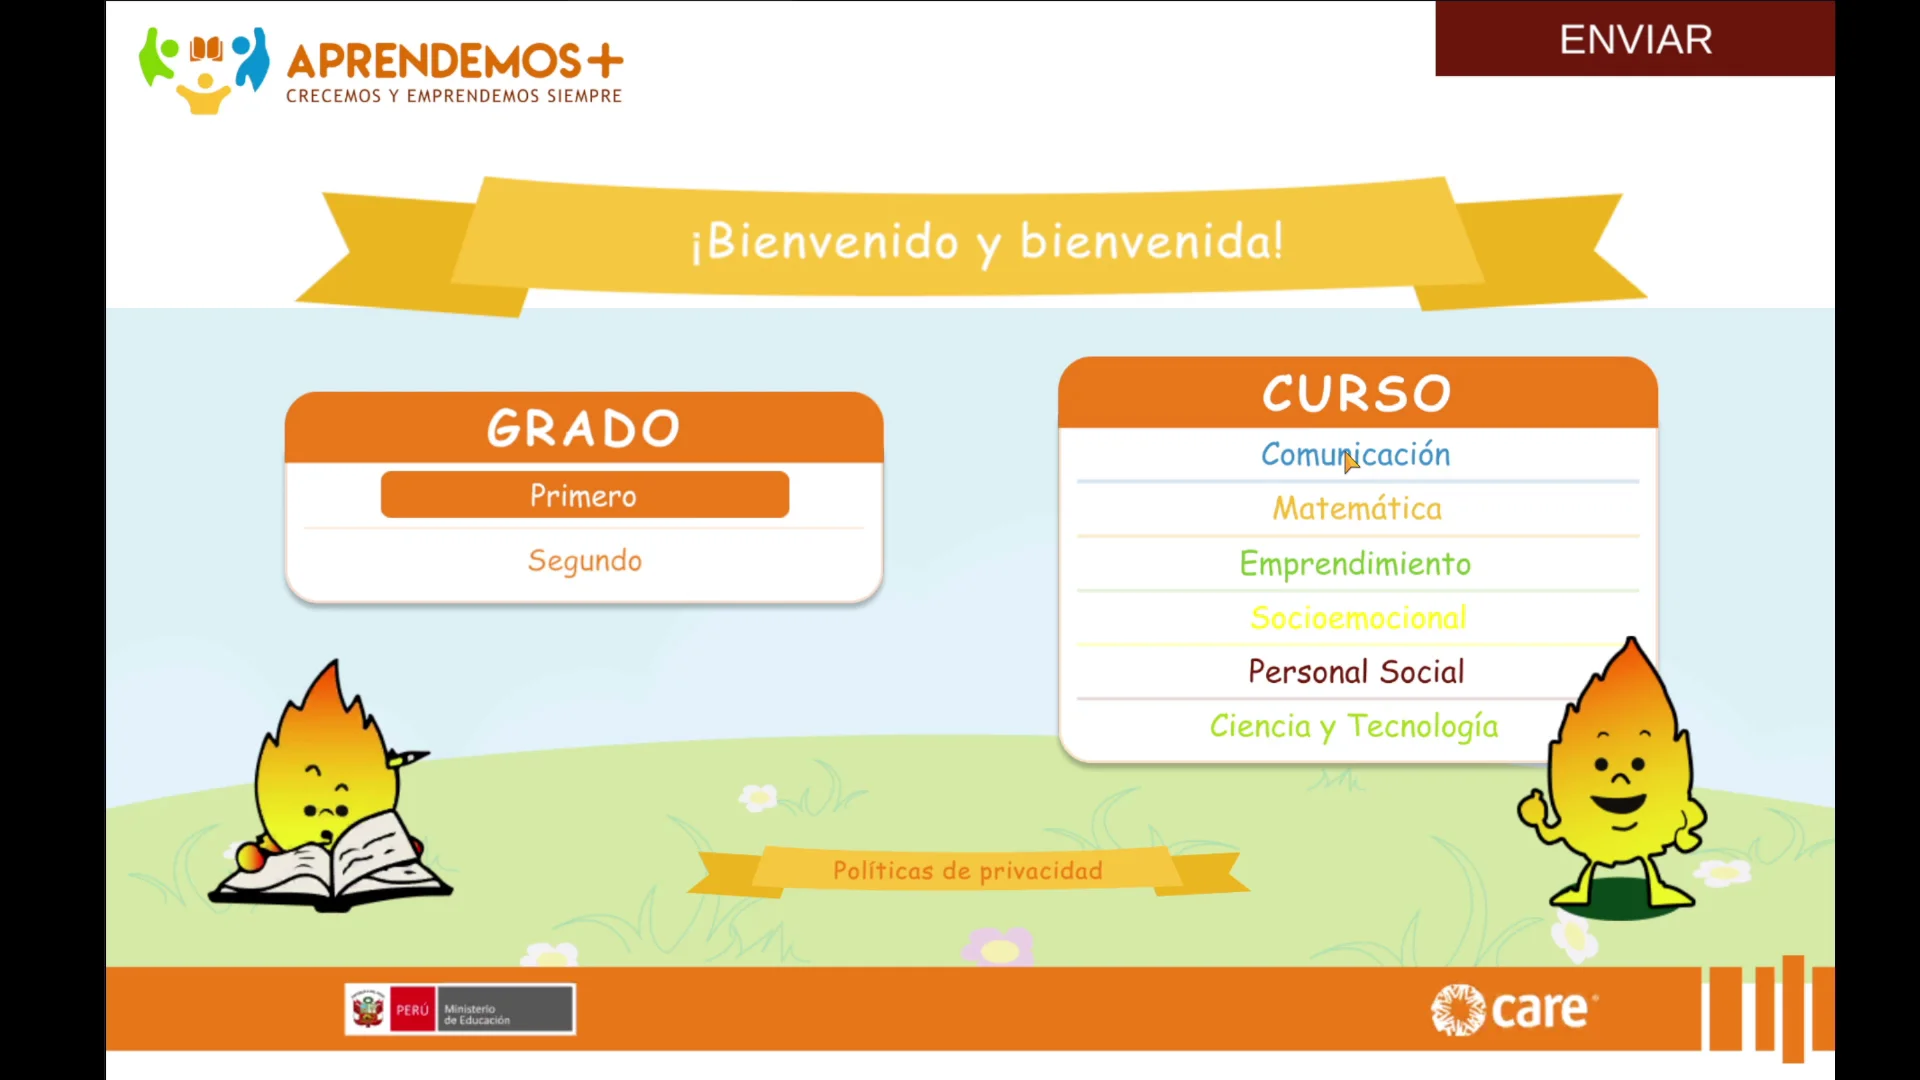 APRENDEMOS+
CRECEMOS Y EMPRENDEMOS SIEMPRE
ENVIAR
¡Bienvenido y bienvenida!
GRADO
Primero
Segundo
CURSO
Comunicación
Matemática
Emprendimiento
Socioemocional
Personal Social
Ciencia y Tecnología
Políticas de privacidad
PERÚ
Ministerio
de Educación
care